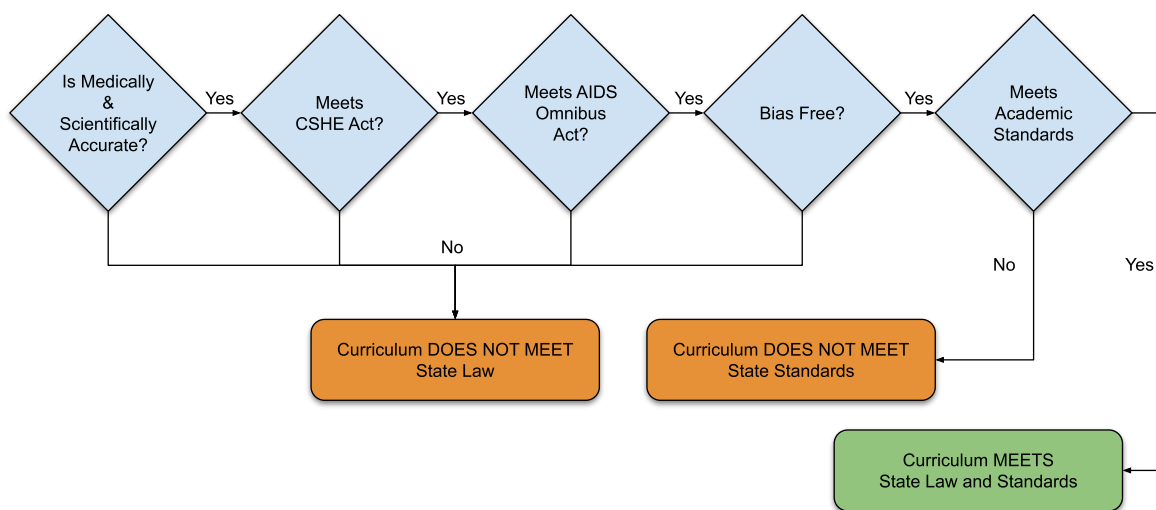 Is Medically
&
Scientifically
Accurate?
Yes
Meets
CSHE Act?
Yes
Meets AIDS
Omnibus
Act?
Yes
Bias Free?
Yes
Meets
Academic
Standards
No
No
Yes
Curriculum DOES NOT MEET
State Law
Curriculum DOES NOT MEET
State Standards
Curriculum MEETS
State Law and Standards